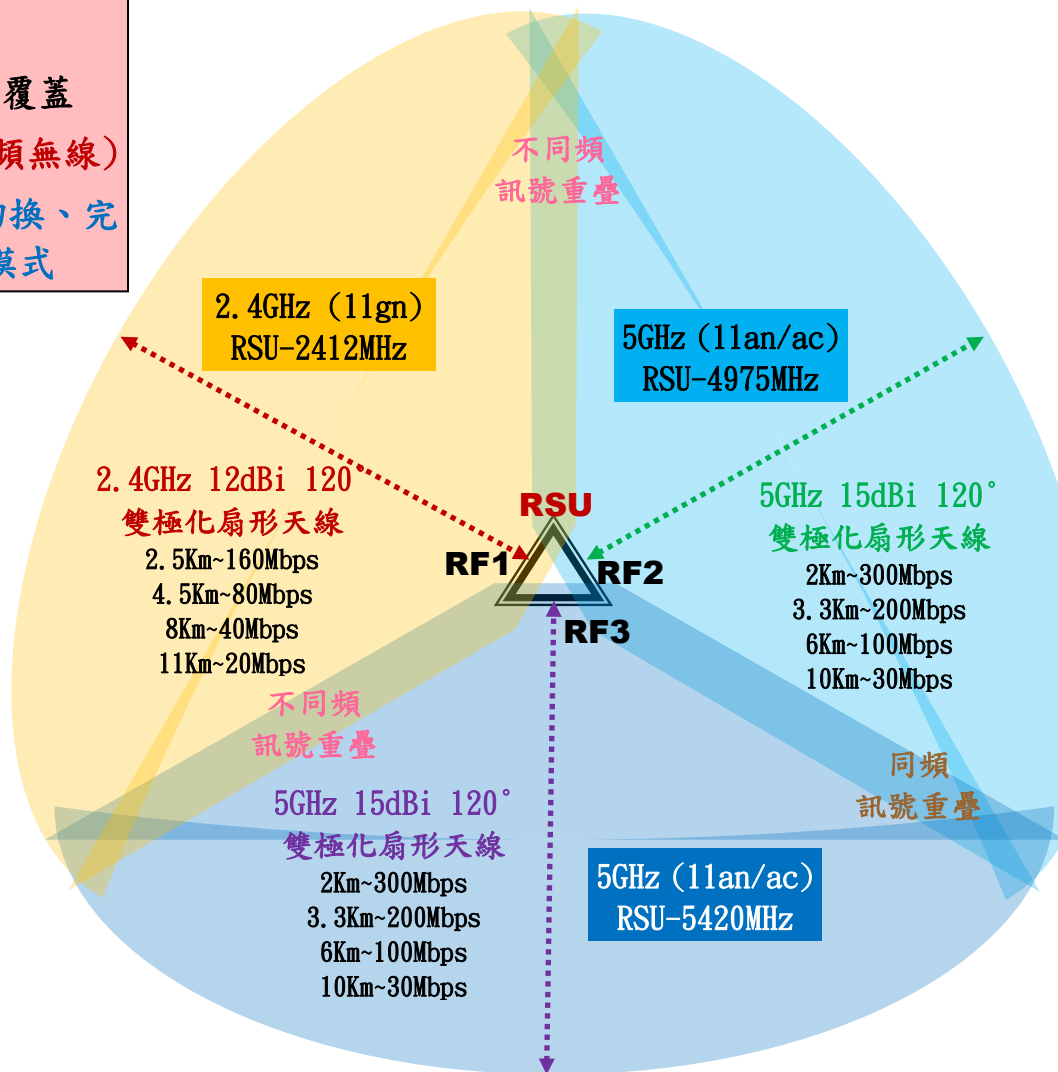 覆蓋
頻無線)
切換、完
模式
不同頻
訊號重疊
2.4GHz (11gn)
RSU-2412MHz
5GHz (11an/ac)
RSU-4975MHz
2.4GHz 12dBi 120°
雙極化扇形天線
2.5Km~160Mbps
4.5Km~80Mbps
8Km~40Mbps
11Km~20Mbps
RSU
RF1
RF2
RF3
5GHz 15dBi 120°
雙極化扇形天線
2Km~300Mbps
3.3Km~200Mbps
6Km~100Mbps
10Km~30Mbps
不同頻
訊號重疊
同頻
訊號重疊
5GHz 15dBi 120°
雙極化扇形天線
2Km~300Mbps
3.3Km~200Mbps
6Km~100Mbps
10Km~30Mbps
5GHz (11an/ac)
RSU-5420MHz